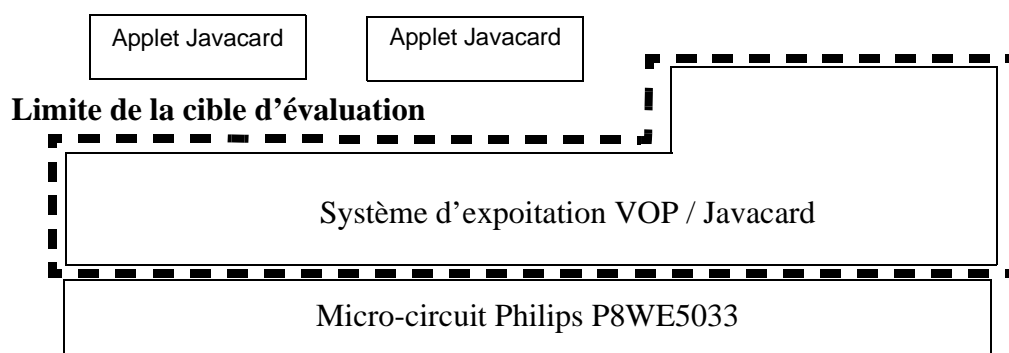 Applet Javacard
Applet Javacard
Limite de la cible d’évaluation
Système d’expoitation VOP / Javacard
Micro-circuit Philips P8WE5033